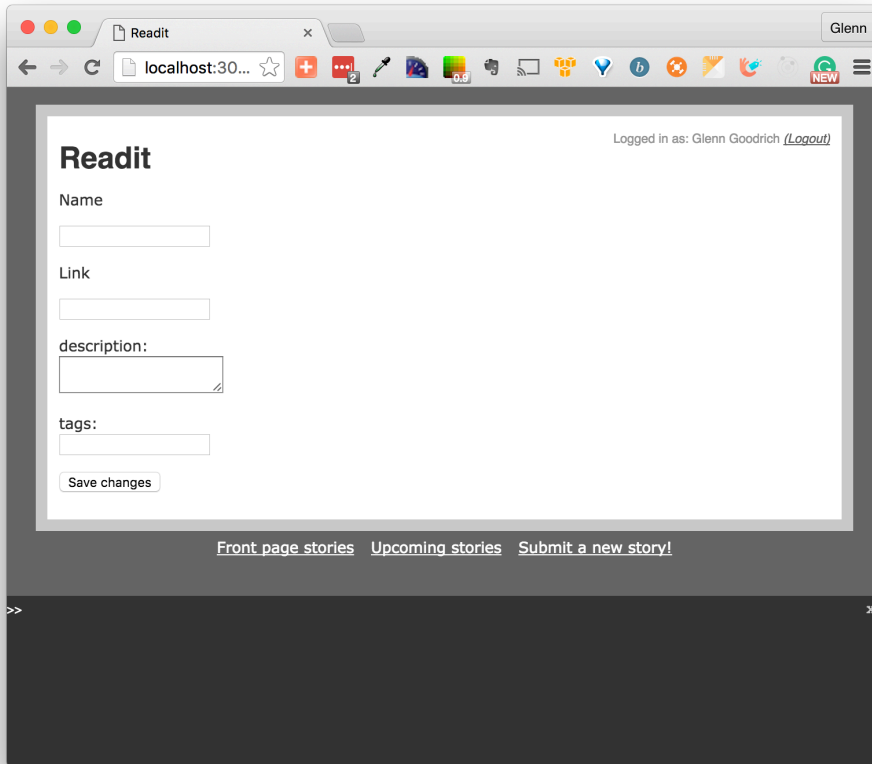 Readit
Glenn
localhost:30...
2
0.9
b
G
NEW
Logged in as: Glenn Goodrich (Logout)
Readit
Name
Link
description:
tags:
Save changes
Front page stories Upcoming stories Submit a new story!
>>